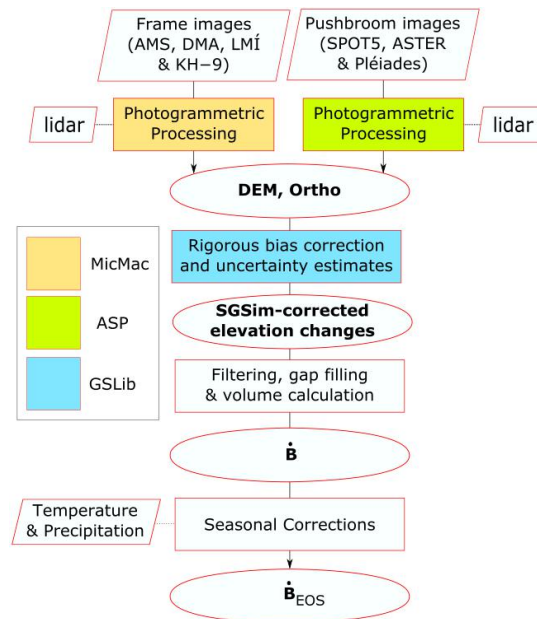 Frame images
(AMS, DMA, LMÍ
& KH−9)
Pushbroom images
(SPOT5, ASTER
& Pléiades)
lidar
Photogrammetric
Processing
Photogrammetric
Processing
lidar
DEM, Ortho
Rigorous bias correction
and uncertainty estimates
MicMac
ASP
GSLib
SGSim-corrected
elevation changes
Filtering, gap filling
& volume calculation
Ḃ
Temperature
& Precipitation
Seasonal Corrections
ḂEOS